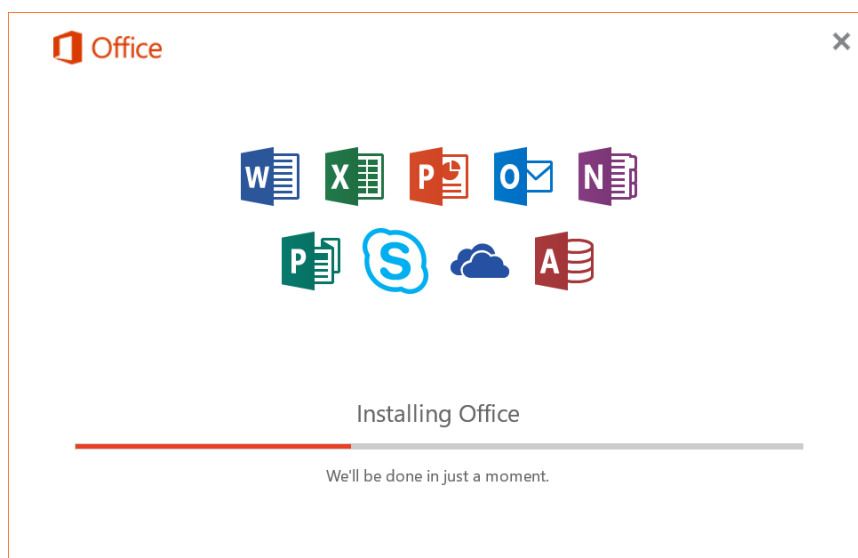 Office
W X P O N
P S A
Installing Office
We'll be done in just a moment.